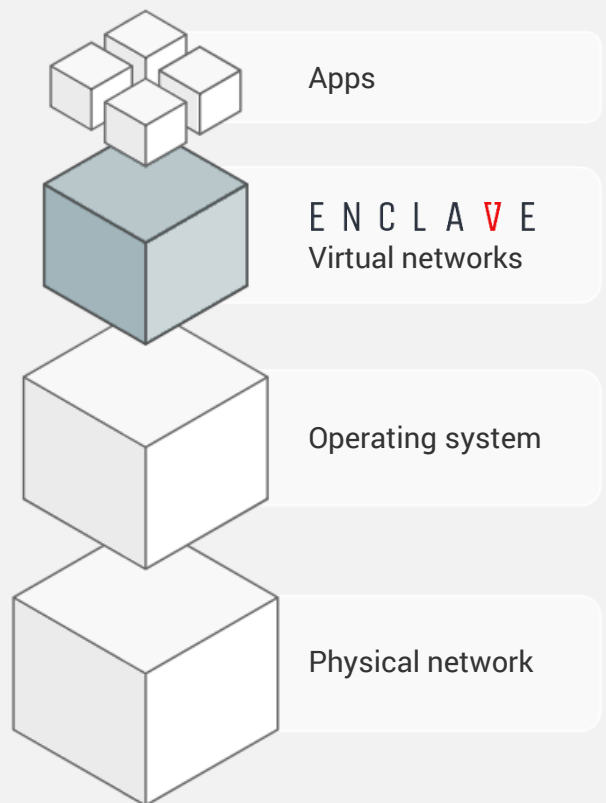 Apps
ENCLAVE
Virtual networks
Operating system
Physical network